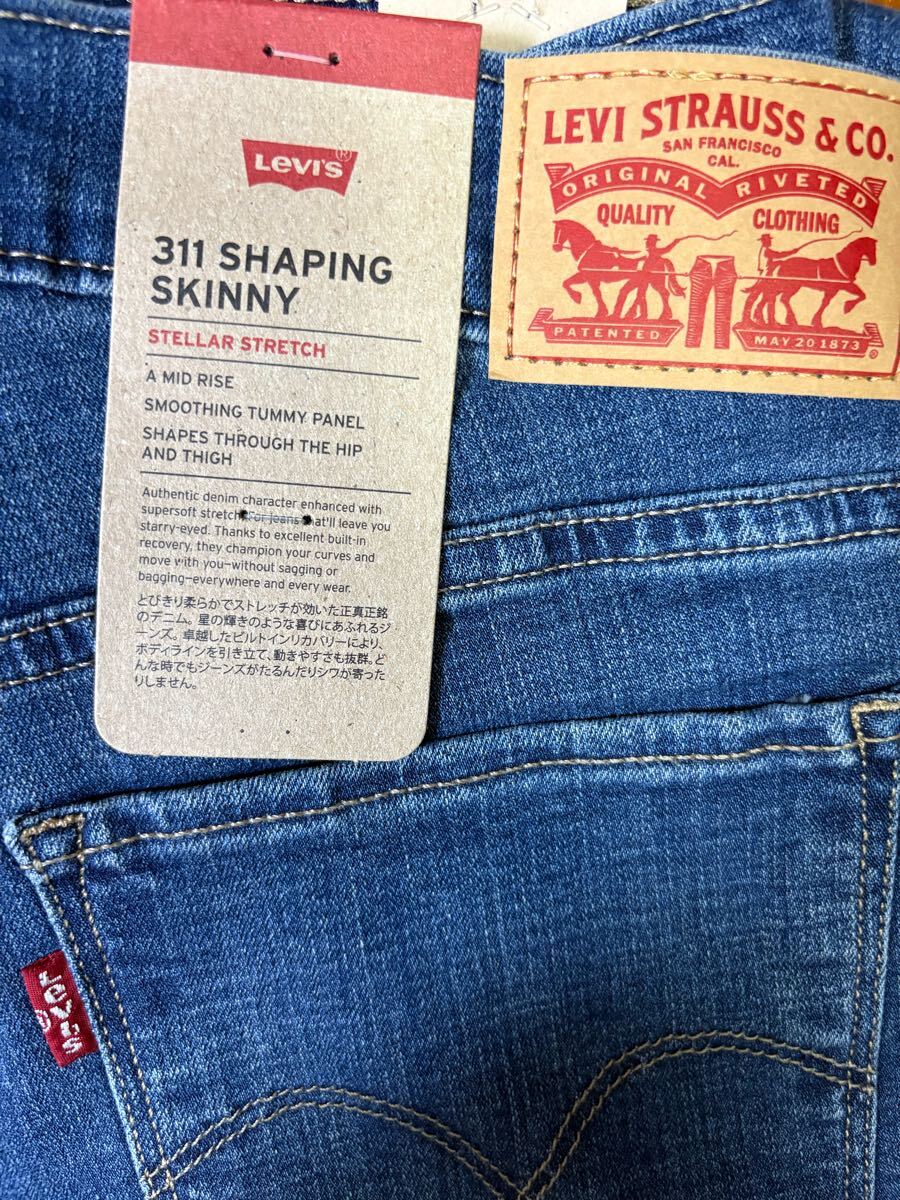 Levi's®
311 SHAPING
SKINNY
STELLAR STRETCH
A MID RISE
SMOOTHING TUMMY PANEL
SHAPES THROUGH THE HIP
AND THIGH
Authentic denim character enhanced with
supersoft stretch for jeans that'll leave you
starry-eyed. Thanks to excellent built-in
recovery, they champion your curves and
move with you—without sagging or
bagging—everywhere and every wear.
とびきり柔らかでストレッチが効いた正真正銘
のデニム。星の輝きのような喜びにあふれるジ
ーンズ。卓越したビルトインリカバリーにより、
ボディラインを引き立て、動きやすさも抜群。ど
んな時でもジーンズがたるんだりシワが寄った
りしません。
LEVI STRAUSS & CO.
SAN FRANCISCO
CAL.
ORIGINAL RIVETED
QUALITY CLOTHING
PATENTED MAY 20 1873
®
Levi's
®